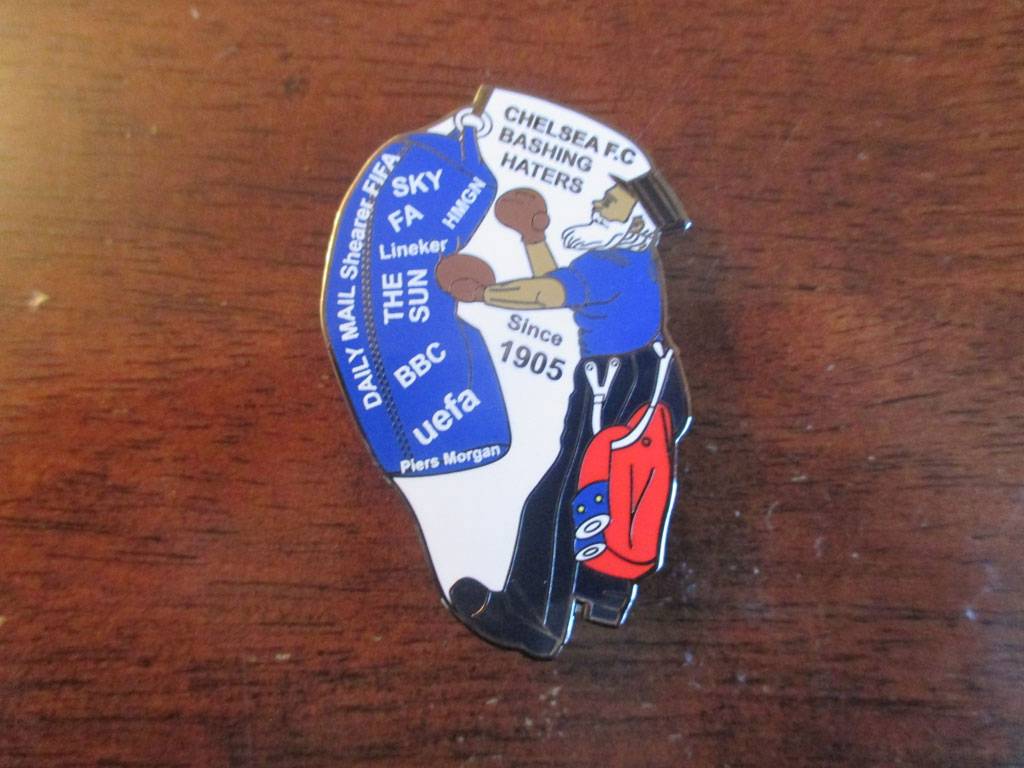 CHELSEA F.C
BASHING
HATERS
DAILY MAIL Shearer FIFA
SKY
HMGN
FA
Lineker
THE
SUN
BBC
uefa
Piers Morgan
Since
1905